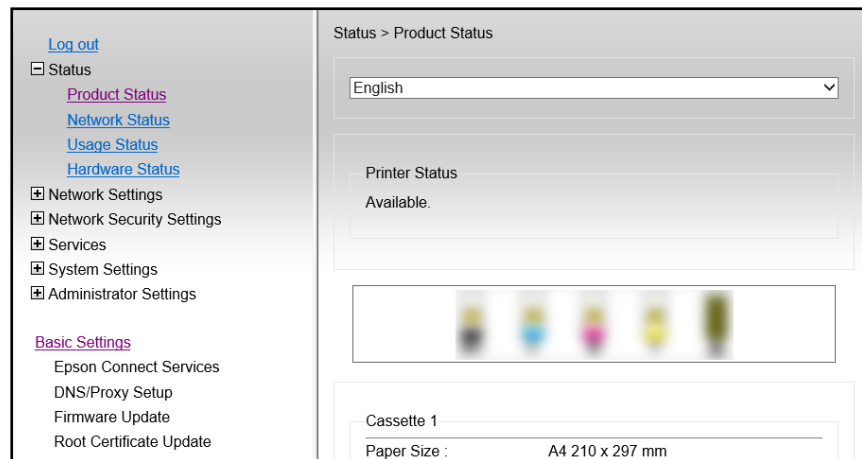 Log out
Status
Product Status
Network Status
Usage Status
Hardware Status
Network Settings
Network Security Settings
Services
System Settings
Administrator Settings
Basic Settings
Epson Connect Services
DNS/Proxy Setup
Firmware Update
Root Certificate Update
Status > Product Status
English
Printer Status
Available.
Cassette 1
Paper Size : A4 210 x 297 mm